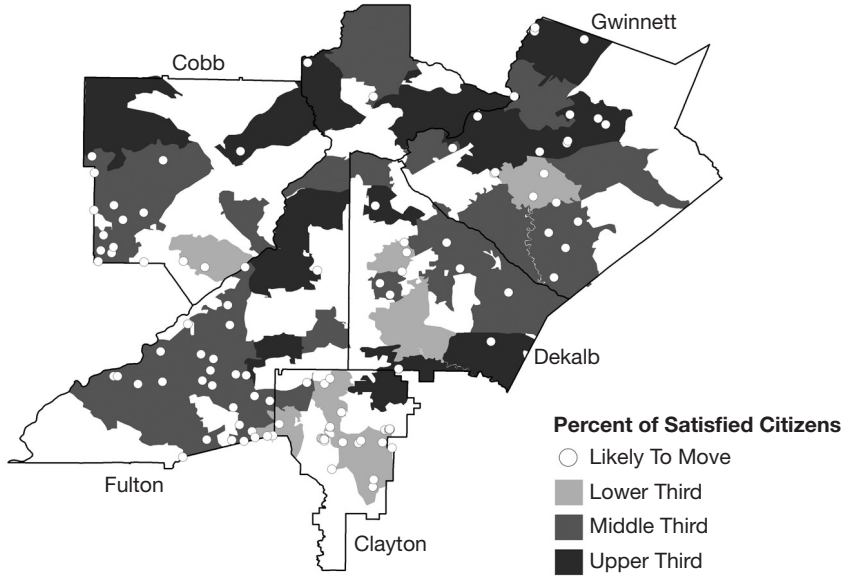 Gwinnett
Cobb
Dekalb
Fulton
Clayton
Percent of Satisfied Citizens
Likely To Move
Lower Third
Middle Third
Upper Third